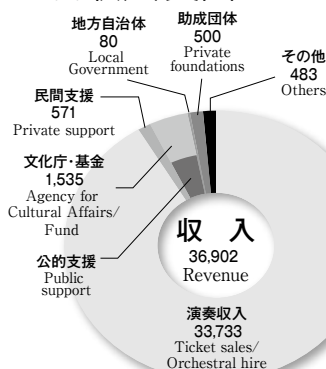 地方自治体
80
Local
Government
助成団体
500
Private
foundations
その他
483
Others
民間支援
571
Private support
文化庁・基金
1,535
Agency for
Cultural Affairs/
Fund
公的支援
Public
support
収 入
36,902
Revenue
演奏収入
33,733
Ticket sales/
Orchestral hire